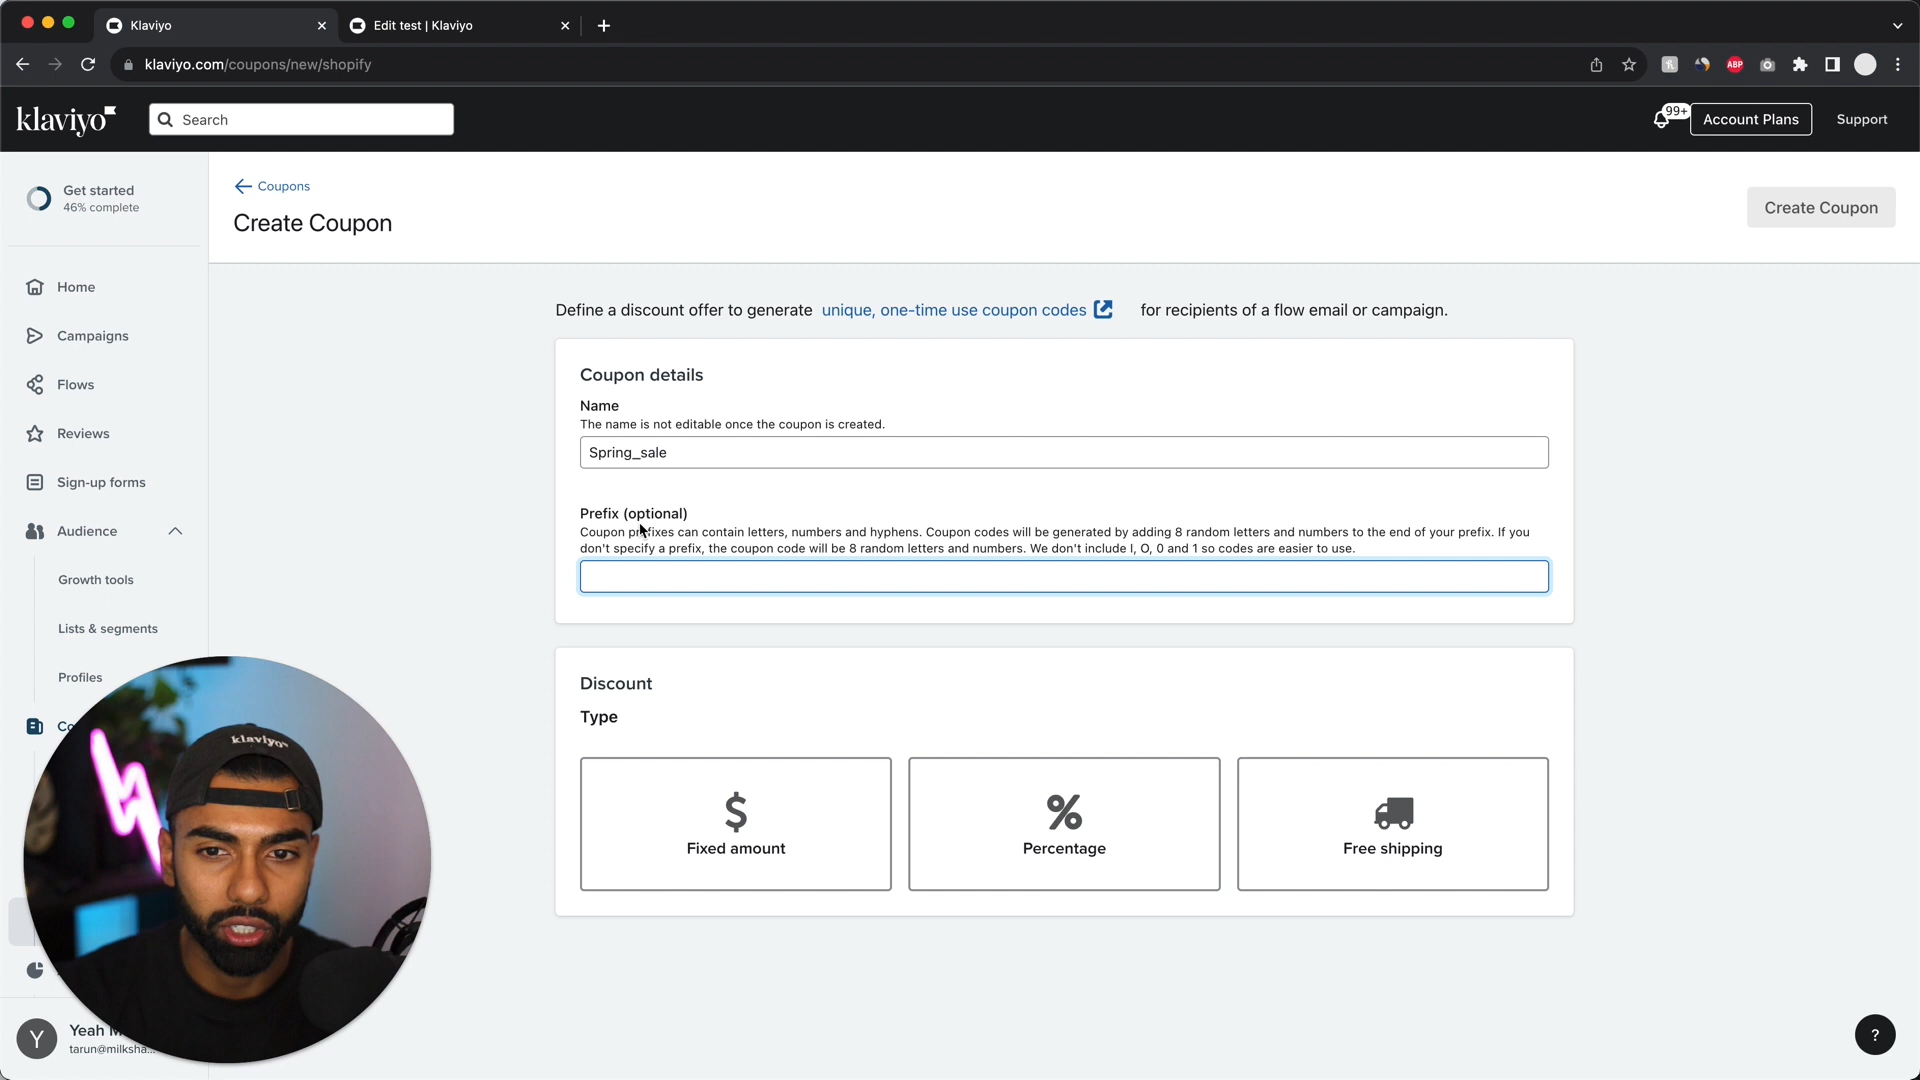 Klaviyo
Edit test | Klaviyo
klaviyo.com/coupons/new/shopify
ABP
klaviyo
Search
99+
Account Plans
Support
Get started
46% complete
Coupons
Create Coupon
Create Coupon
Home
Campaigns
Flows
Reviews
Sign-up forms
Audience
Growth tools
Lists & segments
Profiles
Co
Define a discount offer to generate unique, one-time use coupon codes for recipients of a flow email or campaign.
Coupon details
Name
The name is not editable once the coupon is created.
Spring_sale
Prefix (optional)
Coupon prefixes can contain letters, numbers and hyphens. Coupon codes will be generated by adding 8 random letters and numbers to the end of your prefix. If you
don't specify a prefix, the coupon code will be 8 random letters and numbers. We don't include I, O, 0 and 1 so codes are easier to use.
Discount
Type
$
Fixed amount
%
Percentage
Free shipping
klaviyo
Y
Yeah M
tarun@milksha...
?